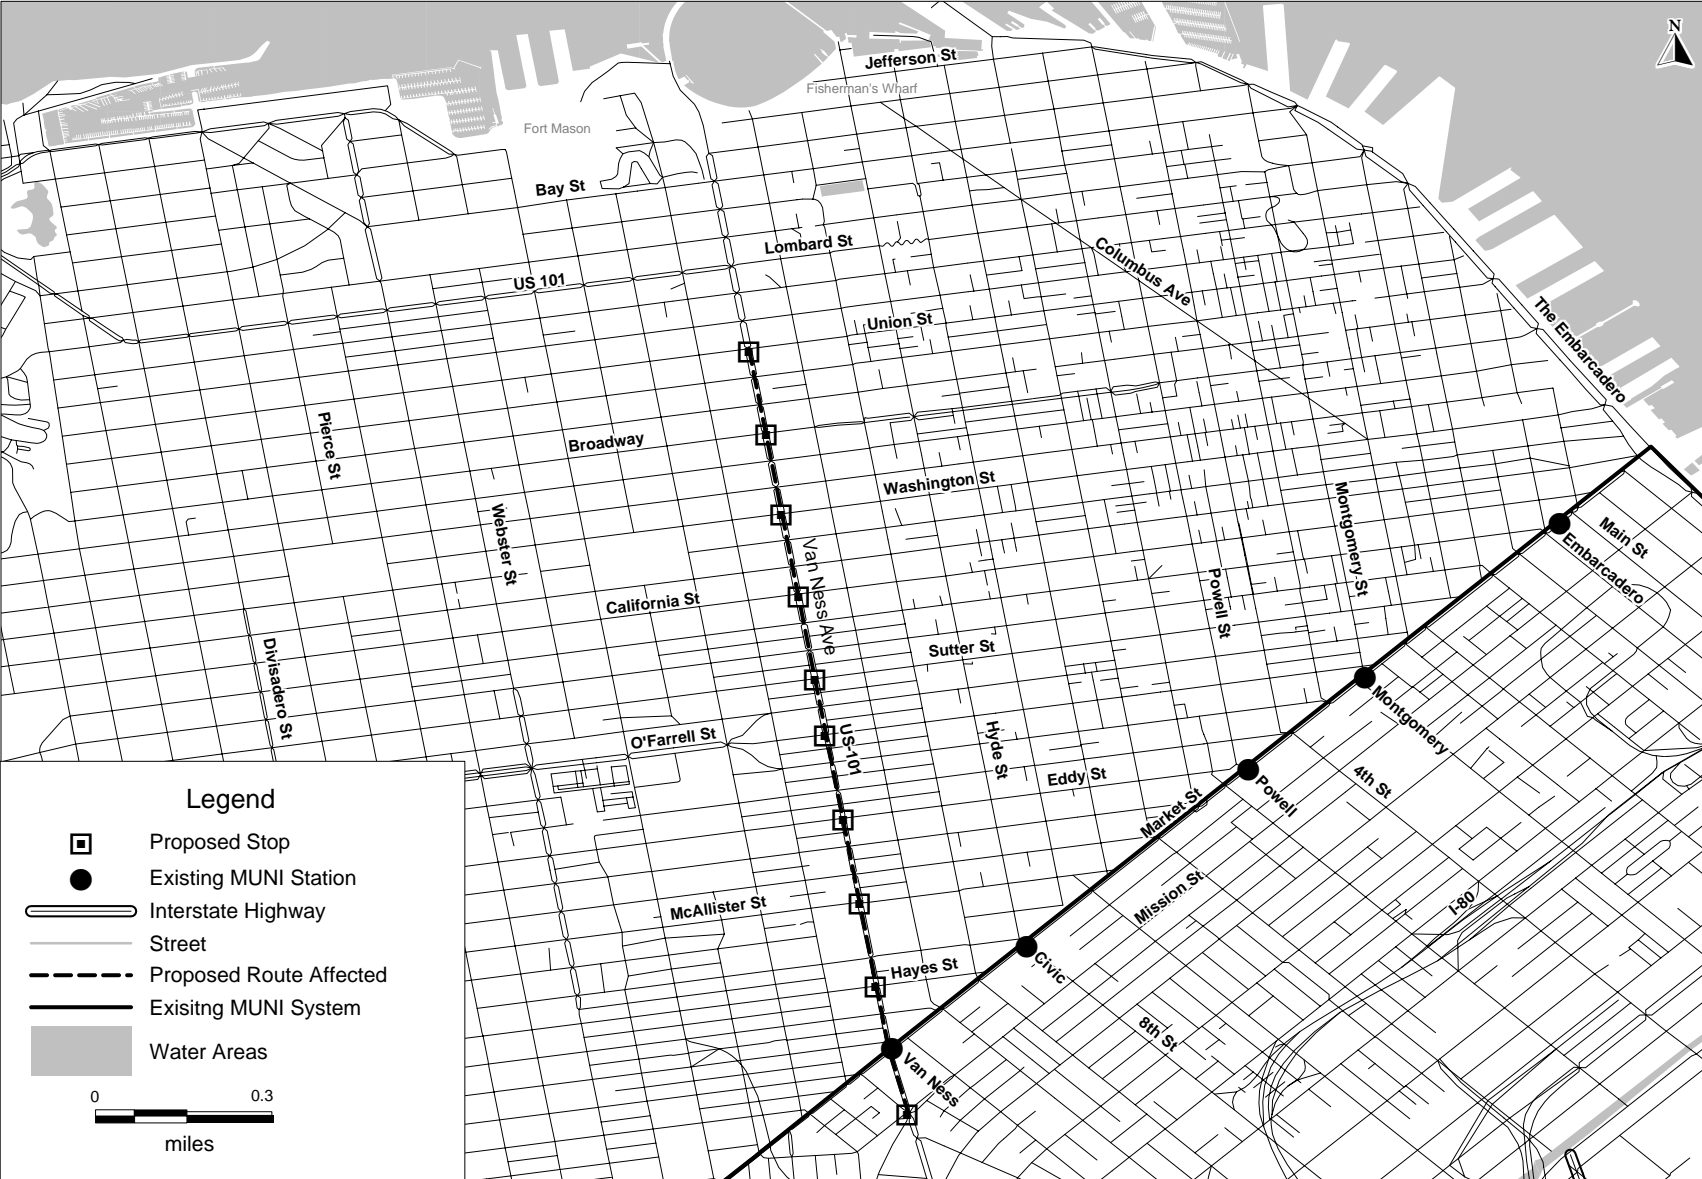 N
Jefferson St
Fisherman's Wharf
Fort Mason
Bay St
Lombard St
Columbus Ave
US 101
The Embarcadero
Union St
Pierce St
Broadway
Washington St
Montgomery St
Webster St
Main St
Van Ness Ave
Embarcadero
Powell St
California St
Divisadero St
Sutter St
Montgomery
O'Farrell St
US 101
Hyde St
Eddy St
4th St
Powell
Market St
Mission St
I-80
McAllister St
Hayes St
Civic
8th St
Van Ness
Legend
Proposed Stop
Existing MUNI Station
Interstate Highway
Street
Proposed Route Affected
Exisitng MUNI System
Water Areas
0 0.3
miles